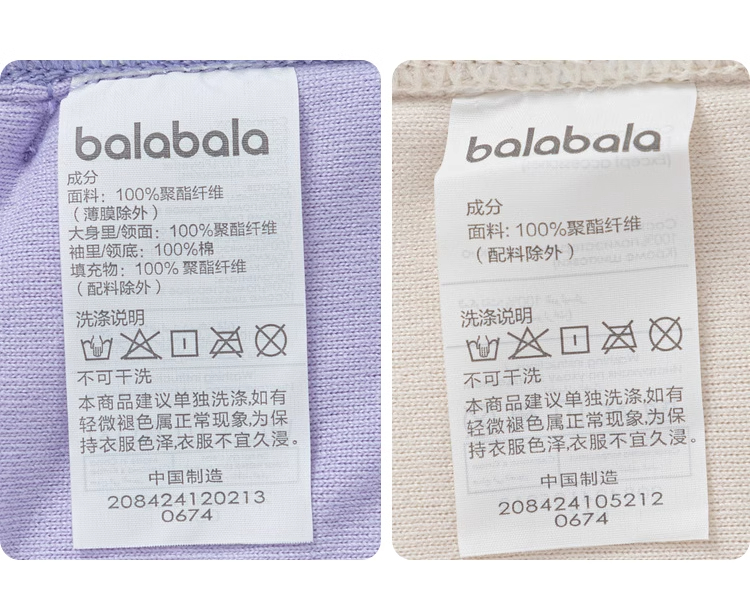 balabala
成分
面料：100%聚酯纤维
（薄膜除外）
大身里/领面：100%聚酯纤维
袖里/领底：100%棉
填充物：100% 聚酯纤维
（配料除外）
洗涤说明
不可干洗
本商品建议单独洗涤,如有
轻微褪色属正常现象,为保
持衣服色泽,衣服不宜久浸。
中国制造
208424120213
0674
balabala
成分
面料: 100%聚酯纤维
（配料除外）
洗涤说明
不可干洗
本商品建议单独洗涤,如有
轻微褪色属正常现象,为保
持衣服色泽,衣服不宜久浸。
中国制造
208424105212
0674